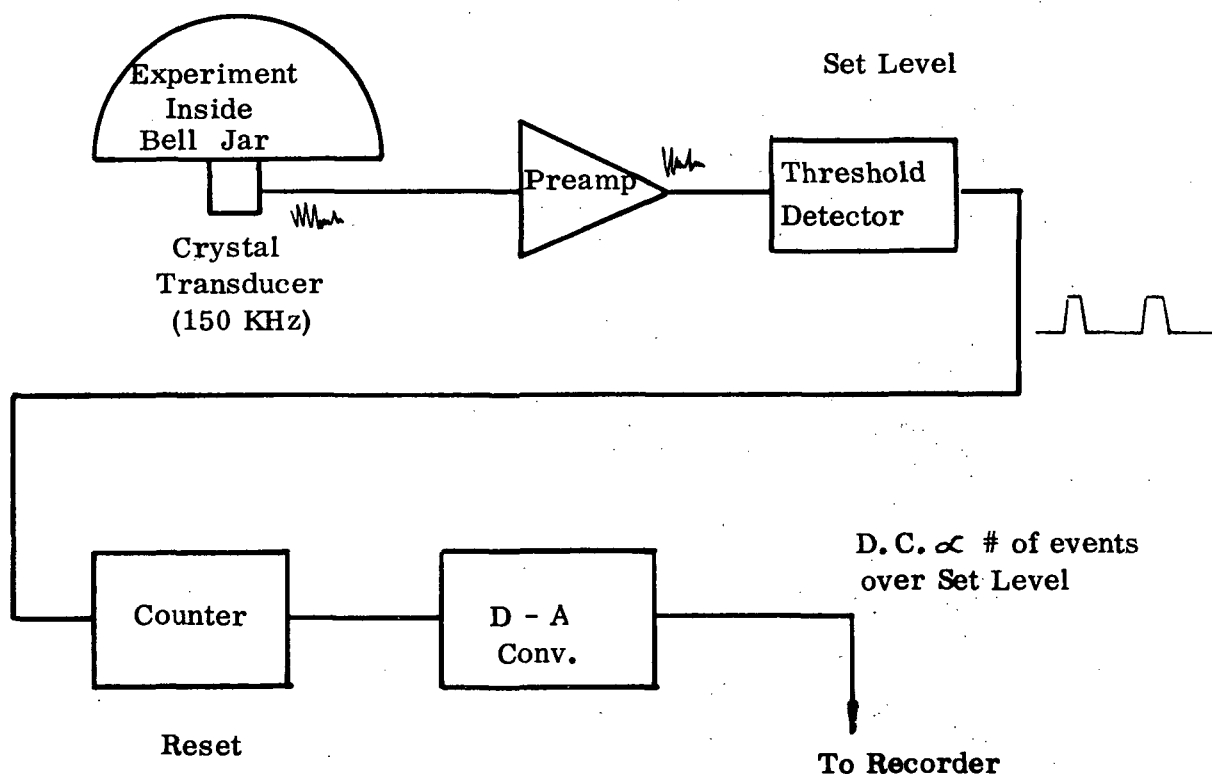 Experiment
Inside
Bell Jar
Crystal
Transducer
(150 KHz)
Preamp
Set Level
Threshold
Detector
Counter
Reset
D - A
Conv.
D.C. ∝ # of events
over Set Level
To Recorder